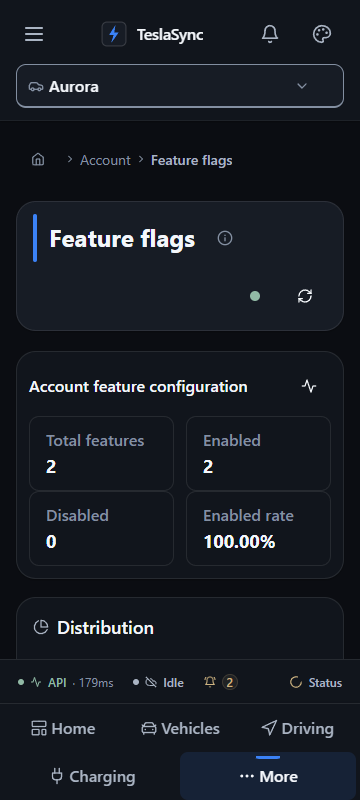 TeslaSync
Aurora
Account Feature flags
Feature flags
Account feature configuration
Total features Enabled
2 2
Disabled Enabled rate
0 100.00%
Distribution
API · 179ms Idle 2 Status
Home Vehicles Driving
Charging More